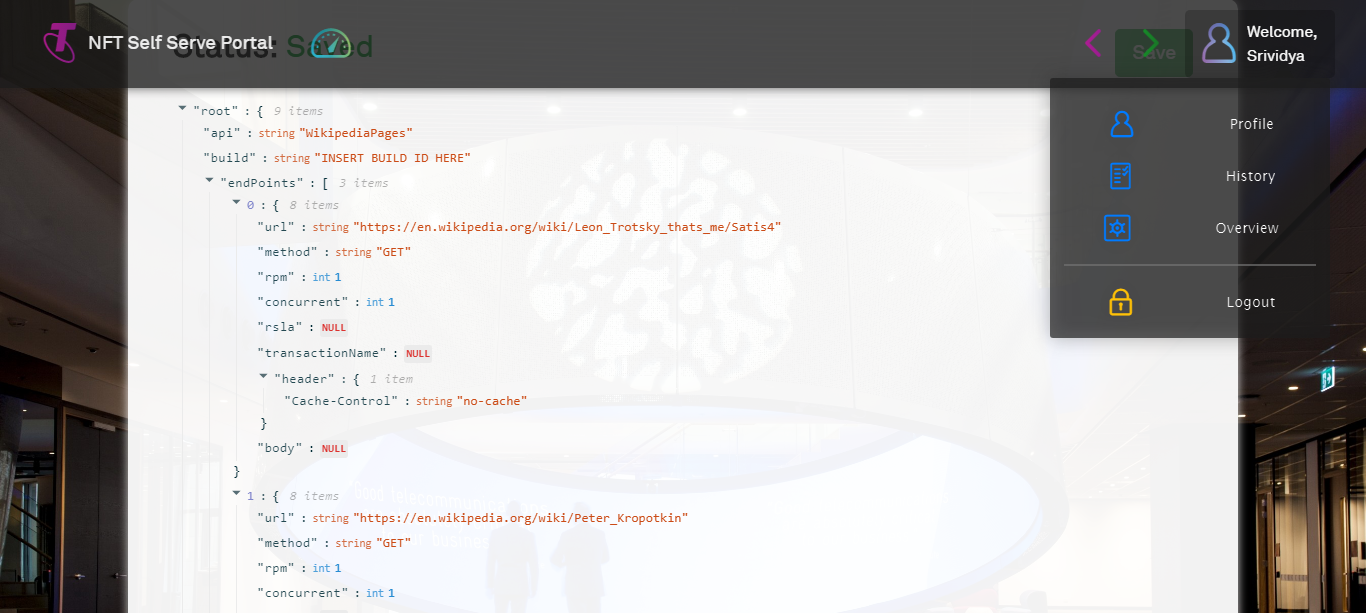 NFT Self Serve Portal
Status: Saved
Save
Welcome,
Srividya
Profile
History
Overview
Logout
"root" : { 9 items
"api" : string "WikipediaPages"
"build" : string "INSERT BUILD ID HERE"
"endPoints" : [ 3 items
0 : { 8 items
"url" : string "https://en.wikipedia.org/wiki/Leon_Trotsky_thats_me/Satis4"
"method" : string "GET"
"rpm" : int 1
"concurrent" : int 1
"rsla" : NULL
"transactionName" : NULL
"header" : { 1 item
"Cache-Control" : string "no-cache"
}
"body" : NULL
}
1 : { 8 items
"url" : string "https://en.wikipedia.org/wiki/Peter_Kropotkin"
"method" : string "GET"
"rpm" : int 1
"concurrent" : int 1